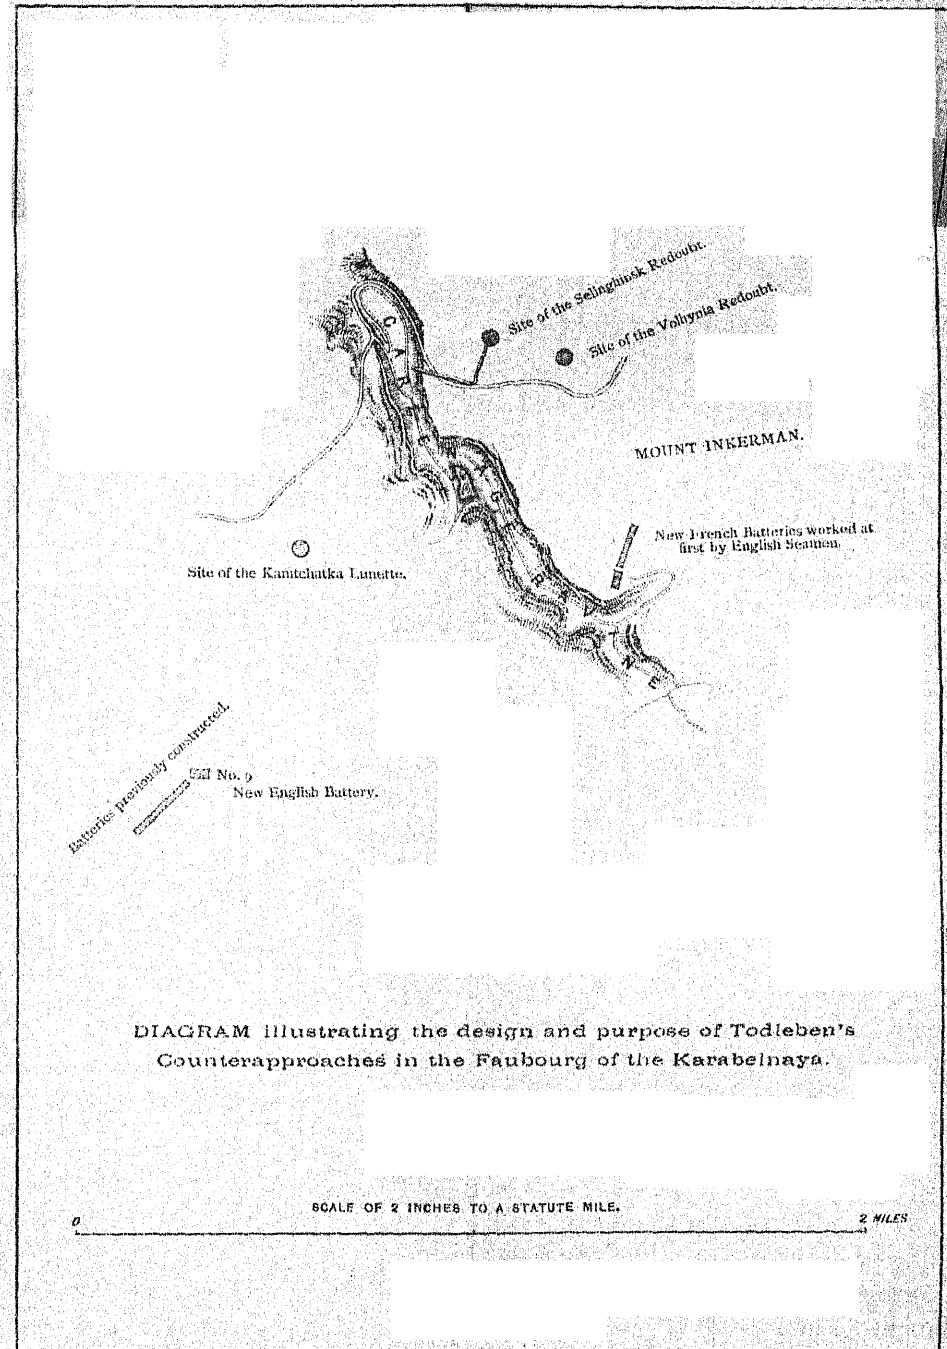 Site of the Selinghinsk Redoubt.
Site of the Volhynia Redoubt.
MOUNT INKERMAN.
CAREENAGE RAVINE
New French Batteries worked at
first by English Seamen.
Site of the Kamtchatka Lunette.
Batteries previously constructed.
No. 9
New English Battery.
DIAGRAM illustrating the design and purpose of Todleben's
Counterapproaches in the Faubourg of the Karabelnaya.
SCALE OF 2 INCHES TO A STATUTE MILE.
0
2 MILES